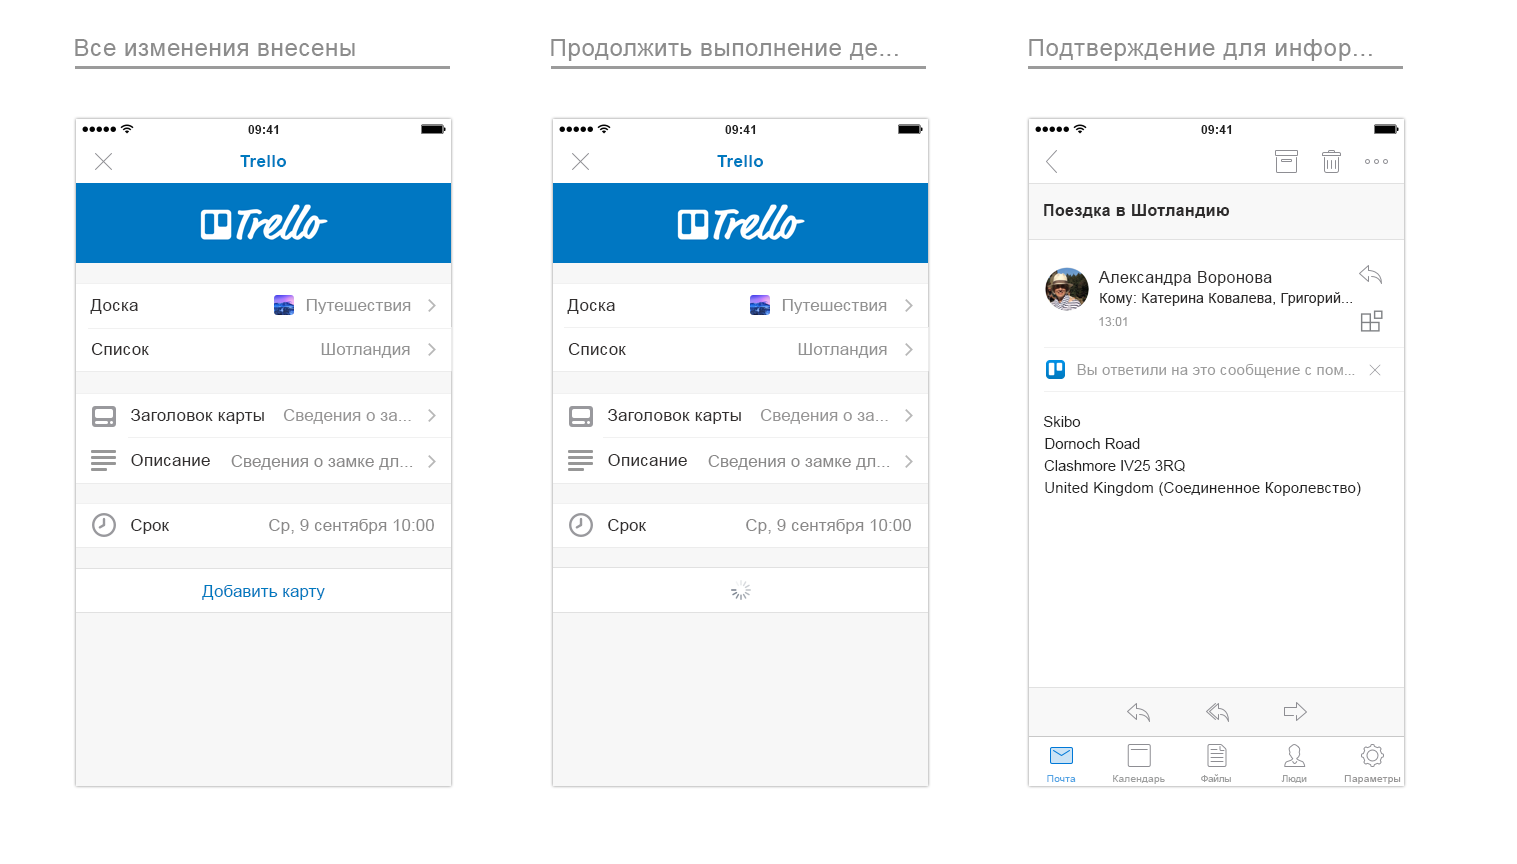 Все изменения внесены
Продолжить выполнение де...
Подтверждение для инфор...
09:41
Trello
Trello
Доска Путешествия
Список Шотландия
Заголовок карты Сведения о за...
Описание Сведения о замке дл...
Срок Ср, 9 сентября 10:00
Добавить карту
09:41
Trello
Trello
Доска Путешествия
Список Шотландия
Заголовок карты Сведения о за...
Описание Сведения о замке дл...
Срок Ср, 9 сентября 10:00
09:41
Поездка в Шотландию
Александра Воронова
Кому: Катерина Ковалева, Григорий...
13:01
Вы ответили на это сообщение с пом...
Skibo
Dornoch Road
Clashmore IV25 3RQ
United Kingdom (Соединенное Королевство)
Почта Календарь Файлы Люди Параметры